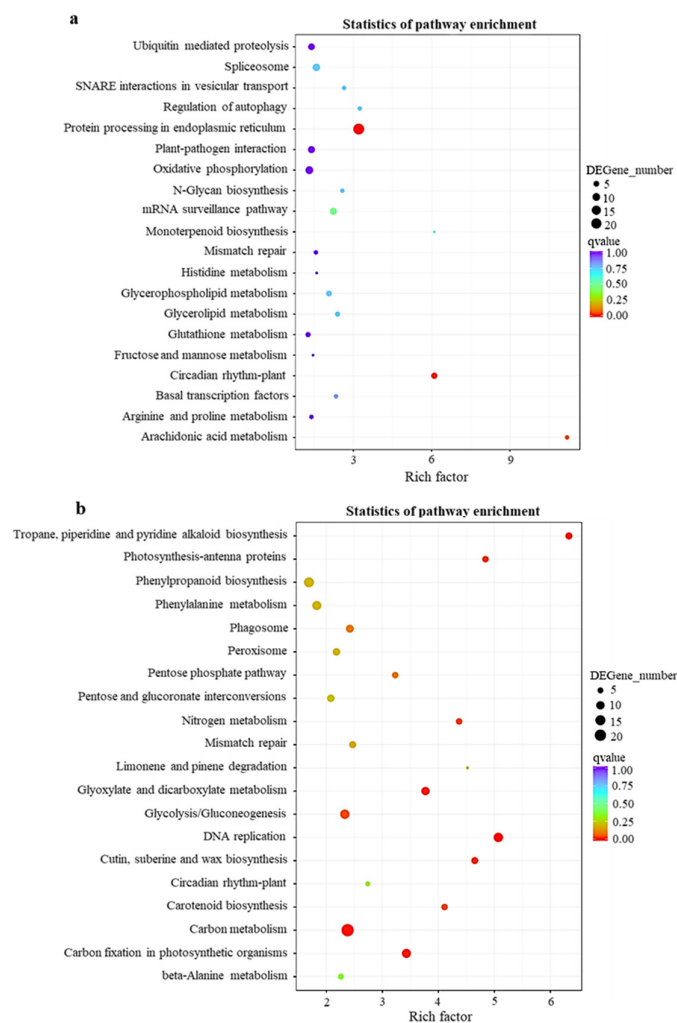 a
Statistics of pathway enrichment
Ubiquitin mediated proteolysis
Spliceosome
SNARE interactions in vesicular transport
Regulation of autophagy
Protein processing in endoplasmic reticulum
Plant-pathogen interaction
Oxidative phosphorylation
N-Glycan biosynthesis
mRNA surveillance pathway
Monoterpenoid biosynthesis
Mismatch repair
Histidine metabolism
Glycerophospholipid metabolism
Glycerolipid metabolism
Glutathione metabolism
Fructose and mannose metabolism
Circadian rhythm-plant
Basal transcription factors
Arginine and proline metabolism
Arachidonic acid metabolism
3 6 9
Rich factor
DEGene_number
5
10
15
20
qvalue
1.00
0.75
0.50
0.25
0.00
b
Statistics of pathway enrichment
Tropane, piperidine and pyridine alkaloid biosynthesis
Photosynthesis-antenna proteins
Phenylpropanoid biosynthesis
Phenylalanine metabolism
Phagosome
Peroxisome
Pentose phosphate pathway
Pentose and glucoronate interconversions
Nitrogen metabolism
Mismatch repair
Limonene and pinene degradation
Glyoxylate and dicarboxylate metabolism
Glycolysis/Gluconeogenesis
DNA replication
Cutin, suberine and wax biosynthesis
Circadian rhythm-plant
Carotenoid biosynthesis
Carbon metabolism
Carbon fixation in photosynthetic organisms
beta-Alanine metabolism
2 3 4 5 6
Rich factor
DEGene_number
5
10
15
20
qvalue
1.00
0.75
0.50
0.25
0.00